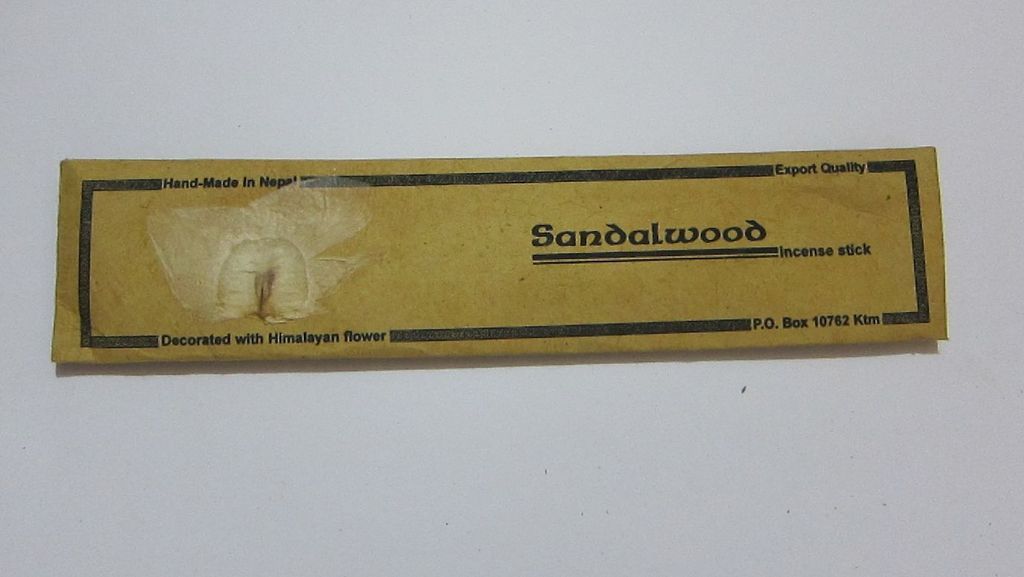 Hand-Made In Nepal
Export Quality
Sandalwood
Incense stick
Decorated with Himalayan flower
P.O. Box 10762 Ktm